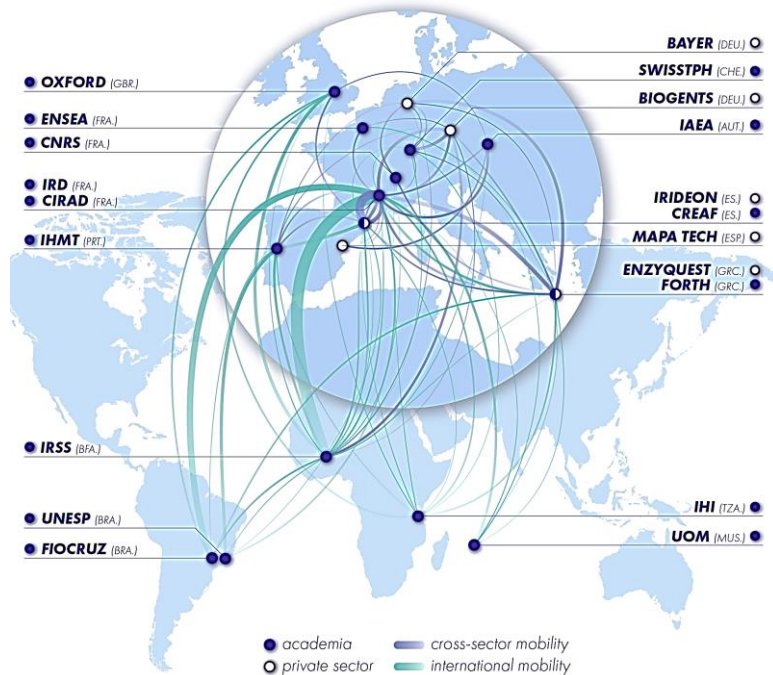 OXFORD (GBR.)
ENSEA (FRA.)
CNRS (FRA.)
IRD (FRA.)
CIRAD (FRA.)
IHMT (PRT.)
IRSS (BFA.)
UNESP (BRA.)
FIOCRUZ (BRA.)
BAYER (DEU.)
SWISSTPH (CHE.)
BIOGENTS (DEU.)
IAEA (AUT.)
IRIDEON (ES.)
CREAF (ES.)
MAPA TECH (ESP.)
ENZYQUEST (GRC.)
FORTH (GRC.)
IHI (TZA.)
UOM (MUS.)
academia
private sector
cross-sector mobility
international mobility